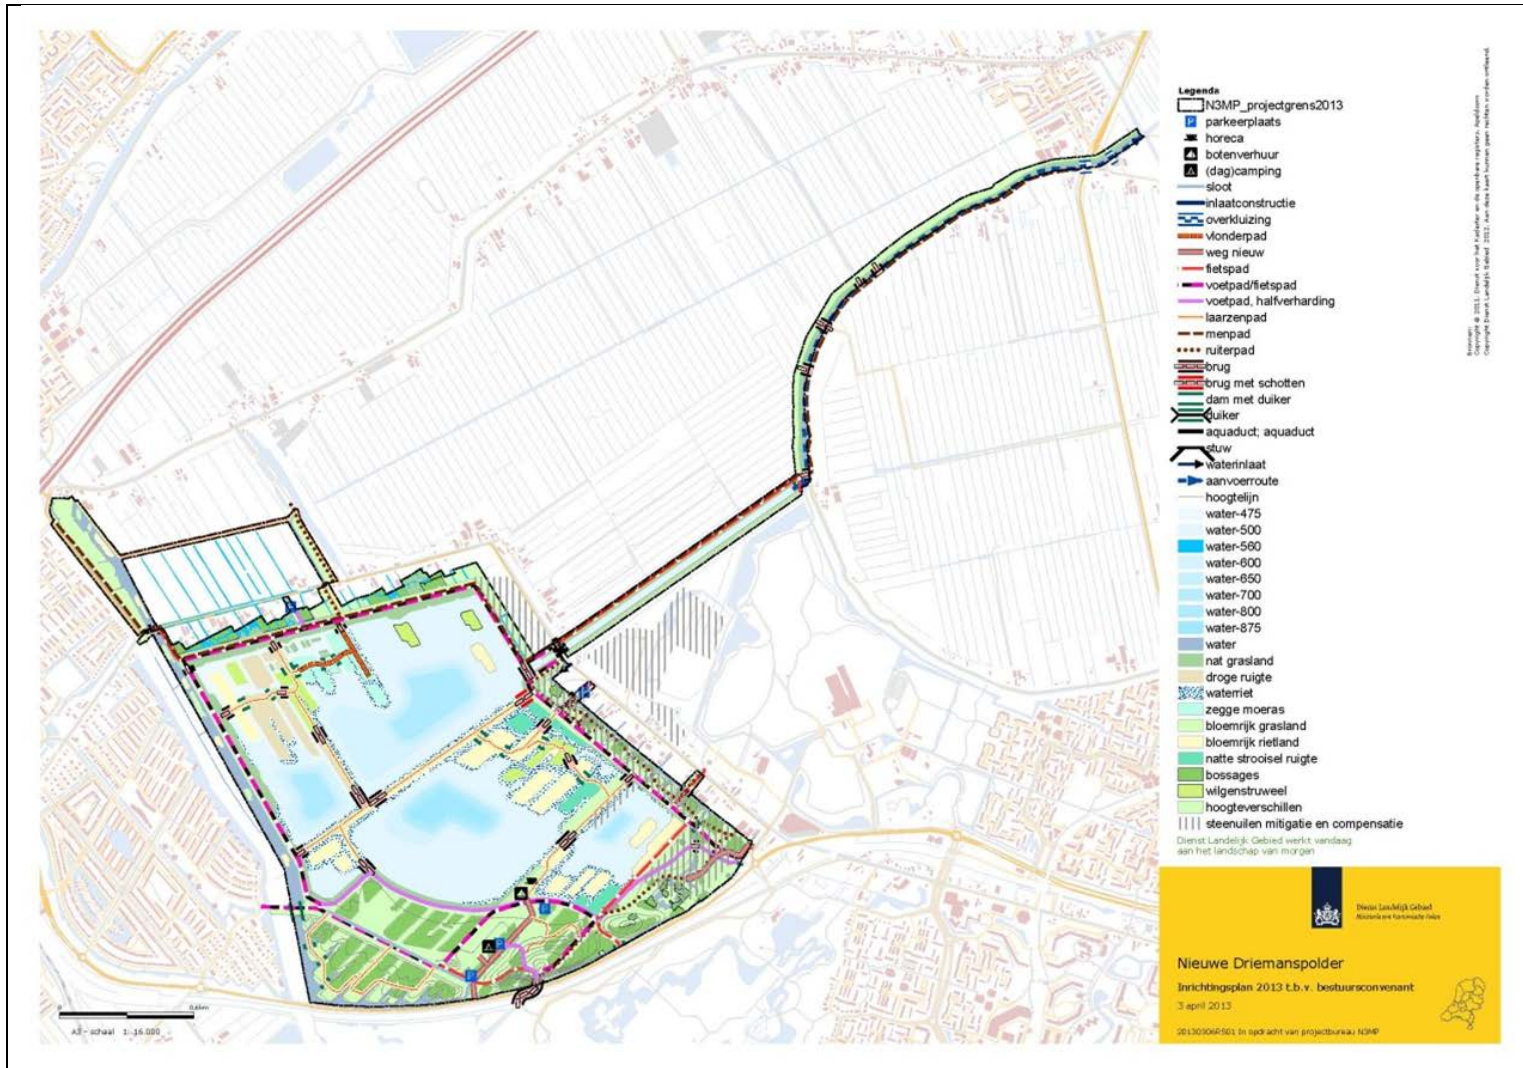 Legenda
N3MP_projectgrens2013
parkeerplaats
horeca
botenverhuur
(dag)camping
sloot
inlaatconstructie
overkluizing
vlonderpad
weg nieuw
fietspad
voetpad/fietspad
voetpad, halfverharding
laarzenpad
menpad
ruiterpad
brug
brug met schotten
dam met duiker
duiker
aquaduct; aquaduct
stuw
waterinlaat
aanvoerroute
hoogtelijn
water-475
water-500
water-560
water-600
water-650
water-700
water-800
water-875
water
nat grasland
droge ruigte
waterriet
zegge moeras
bloemrijk grasland
bloemrijk rietland
natte strooisel ruigte
bossages
wilgenstruweel
hoogteverschillen
steenuilen mitigatie en compensatie
Dienst Landelijk Gebied werkt vandaag
aan het landschap van morgen
Dienst Landelijk Gebied
Nieuwe Driemanspolder
Inrichtingsplan 2013 t.b.v. bestuursconvenant
3 april 2013
20130306RS01 In opdracht van projectbureau N3MP
A3 - schaal 1: 16.000